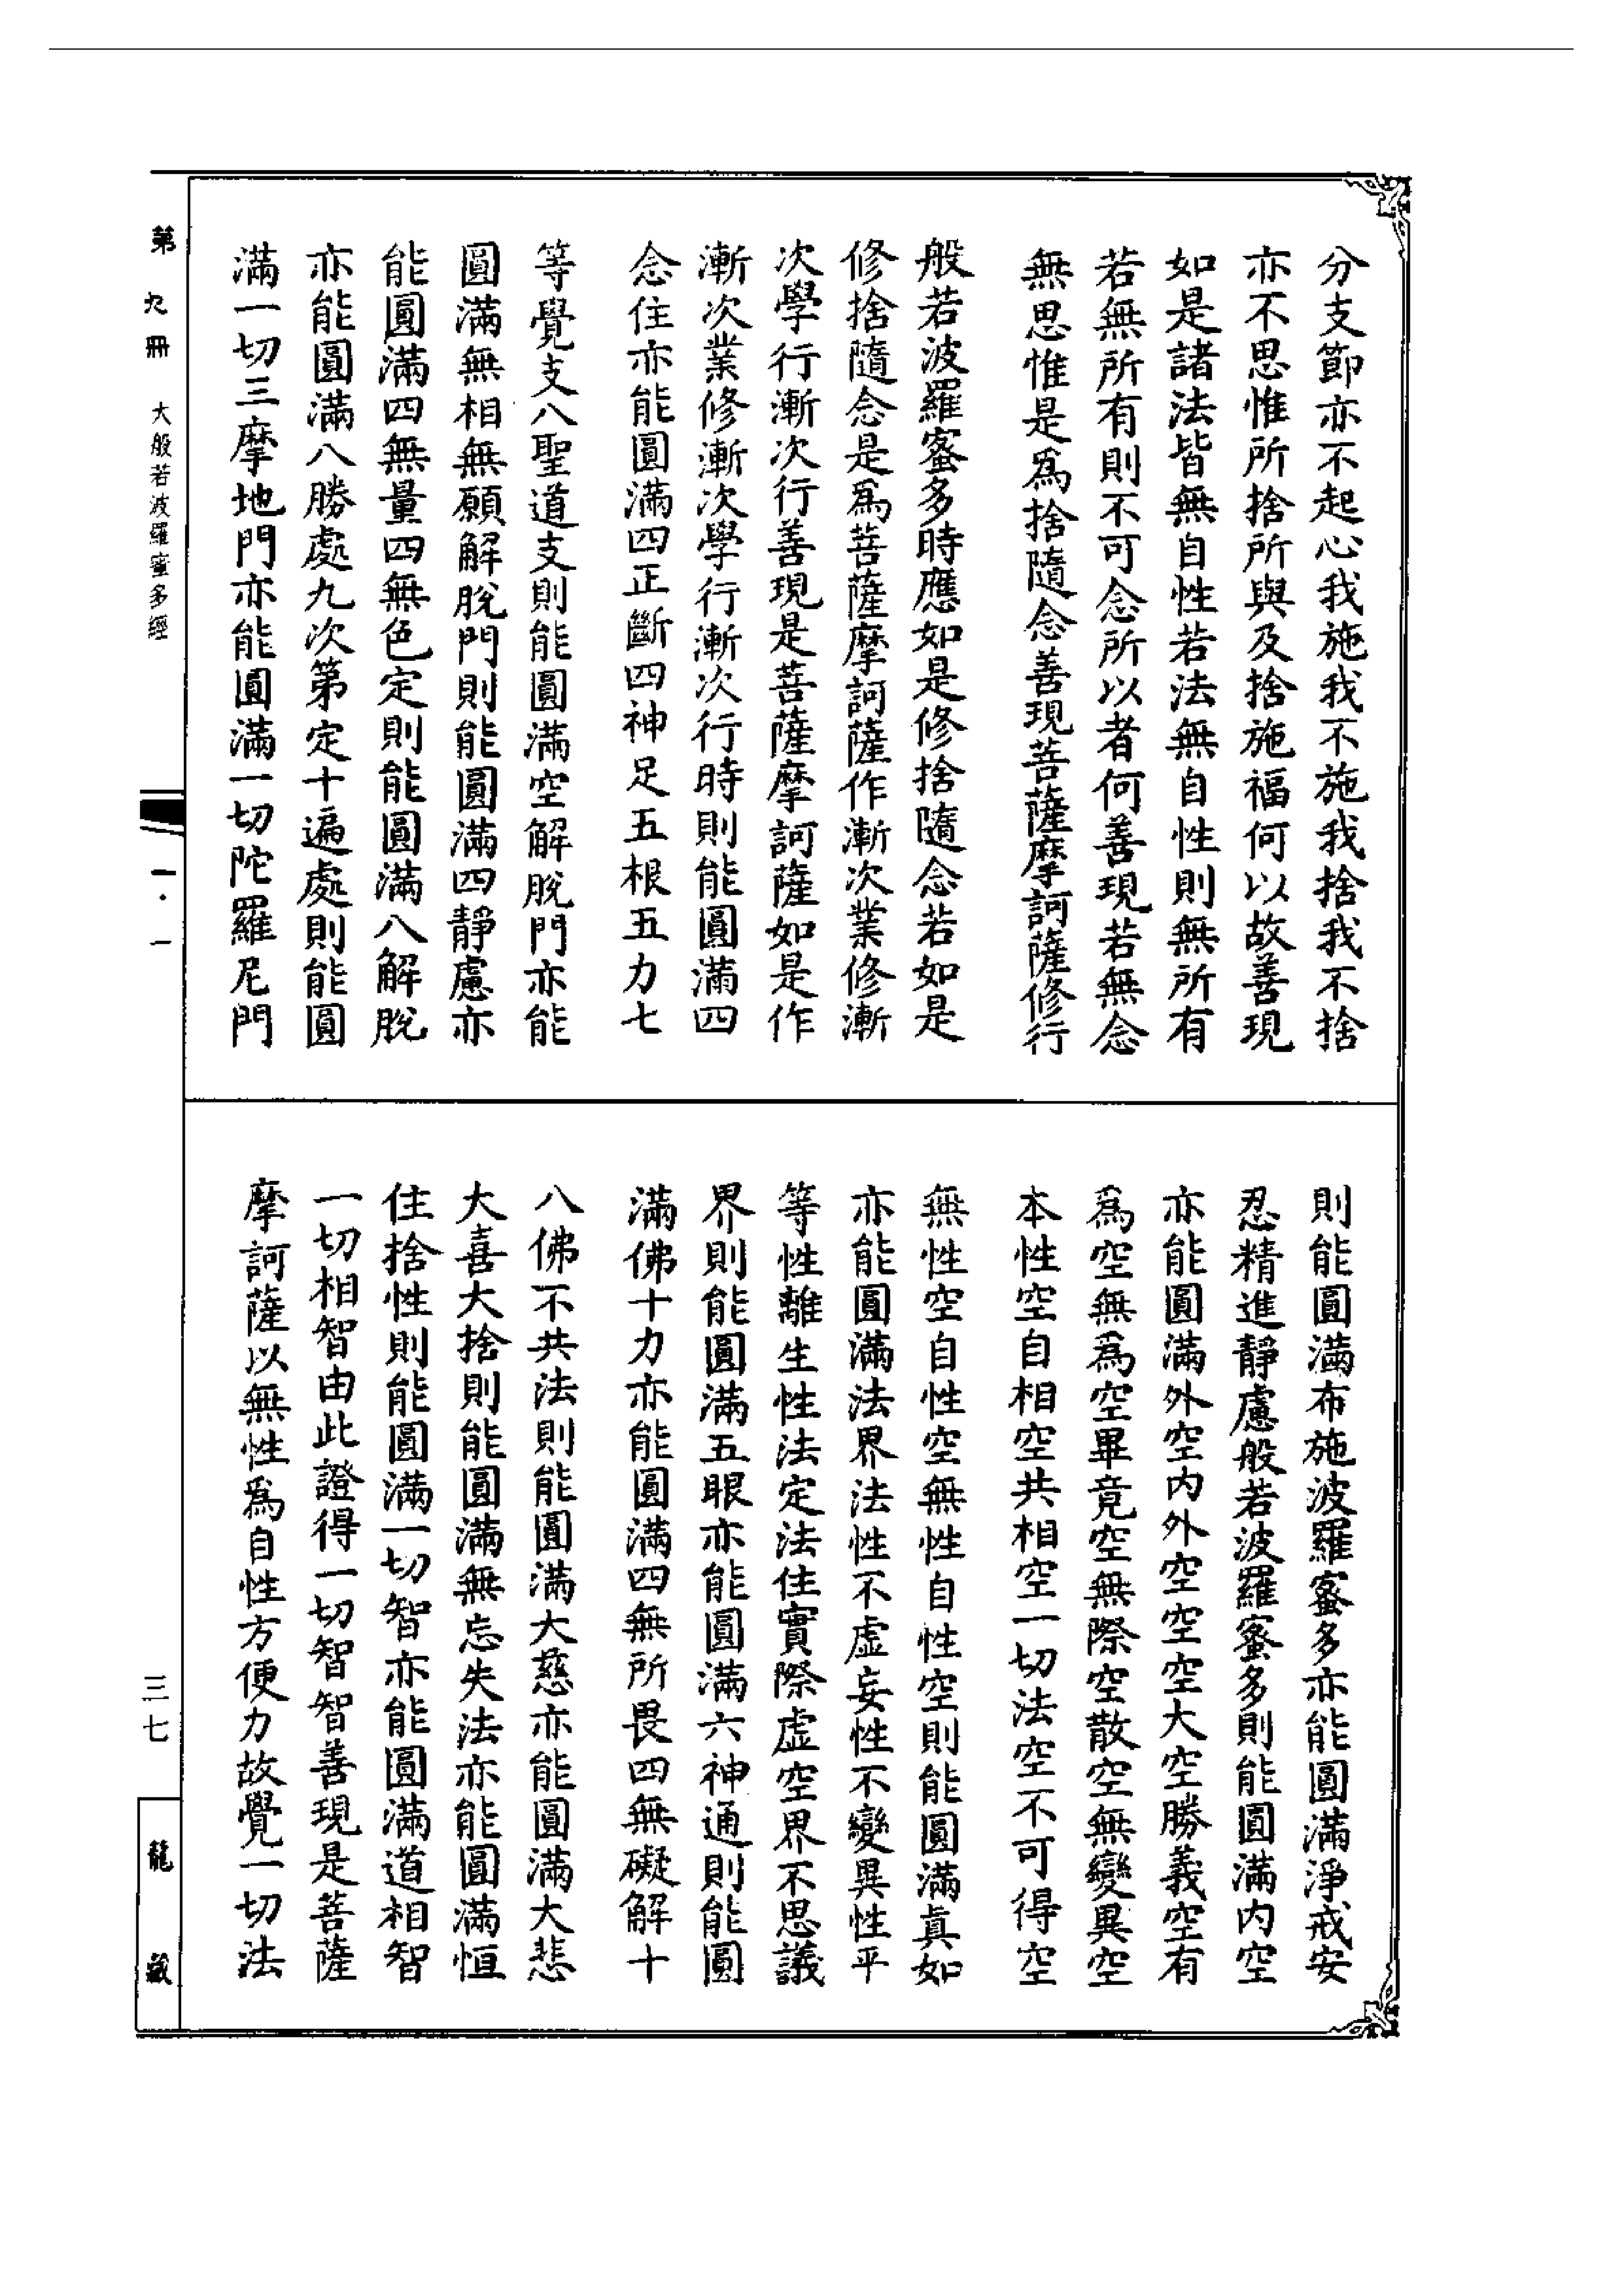 分支節亦不起心我施我不施我捨我不捨
亦不思惟所捨所與及捨施福何以故善現
如是諸法皆無自性若法無自性則無所有
若無所有則不可念所以者何善現若無念
無思惟是爲捨隨念善現菩薩摩訶薩修行
般若波羅蜜多時應如是修捨隨念若如是
修捨隨念是爲菩薩摩訶薩作漸次業修漸
次學行漸次行善現是菩薩摩訶薩如是作
漸次業修漸次學行漸次行時則能圓滿四
念住亦能圓滿四正斷四神足五根五力七
等覺支八聖道支則能圓滿空解脫門亦能
圓滿無相無願解脫門則能圓滿四靜慮亦
能圓滿四無量四無色定則能圓滿八解脫
亦能圓滿八勝處九次第定十遍處則能圓
滿一切三摩地門亦能圓滿一切陀羅尼門
則能圓滿布施波羅蜜多亦能圓滿淨戒安
忍精進靜慮般若波羅蜜多則能圓滿內空
亦能圓滿外空內外空空空大空勝義空有
爲空無爲空畢竟空無際空散空無變異空
本性空自相空共相空一切法空不可得空
無性空自性空無性自性空則能圓滿真如
亦能圓滿法界法性不虛妄性不變異性平
等性離生性法定法住實際虛空界不思議
界則能圓滿五眼亦能圓滿六神通則能圓
滿佛十力亦能圓滿四無所畏四無礙解十
八佛不共法則能圓滿大慈亦能圓滿大悲
大喜大捨則能圓滿無忘失法亦能圓滿恒
住捨性則能圓滿一切智亦能圓滿道相智
一切相智由此證得一切智智善現是菩薩
摩訶薩以無性爲自性方便力故覺一切法
第九冊 大般若波羅蜜多經
一·一
三七
龍藏